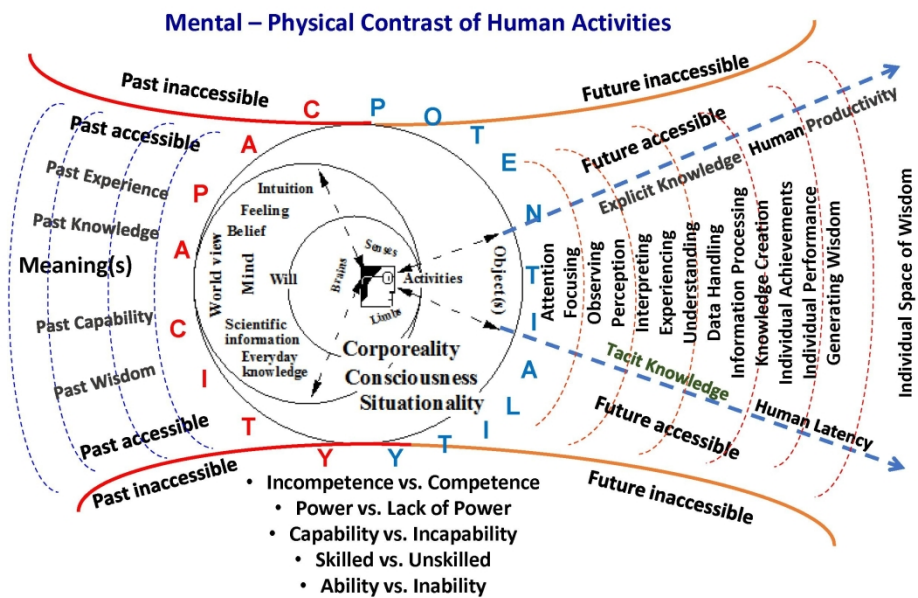 Mental – Physical Contrast of Human Activities
Past inaccessible
Future inaccessible
CAPACITY
POTENTIALITY
Past accessible
Past Experience
Past Knowledge
Meaning(s)
Past Capability
Past Wisdom
Past accessible
Past inaccessible
Intuition
Feeling
Belief
World view
Mind
Will
Scientific
information
Everyday
knowledge
Senses
Brains
Limbs
Activities
Object(s)
Corporeality
Consciousness
Situationality
Future accessible
Explicit Knowledge
Human Productivity
Attention
Focusing
Observing
Perception
Interpreting
Experiencing
Understanding
Data Handling
Information Processing
Knowledge Creation
Individual Achievements
Individual Performance
Generating Wisdom
Individual Space of Wisdom
Tacit Knowledge
Human Latency
Future accessible
Future inaccessible
• Incompetence vs. Competence
• Power vs. Lack of Power
• Capability vs. Incapability
• Skilled vs. Unskilled
• Ability vs. Inability